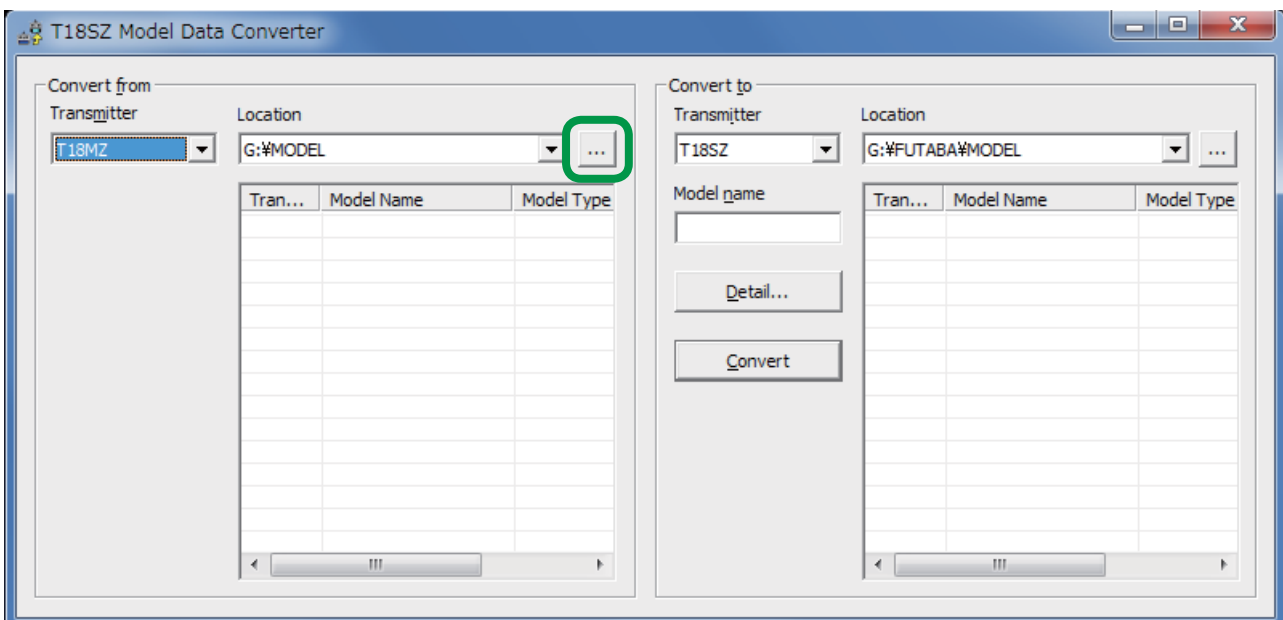 T18SZ Model Data Converter
Convert from
Transmitter
Location
T18MZ
G:¥MODEL
...
Tran... Model Name Model Type
Convert to
Transmitter
Location
T18SZ
G:¥FUTABA¥MODEL
...
Model name
Tran... Model Name Model Type
Detail...
Convert